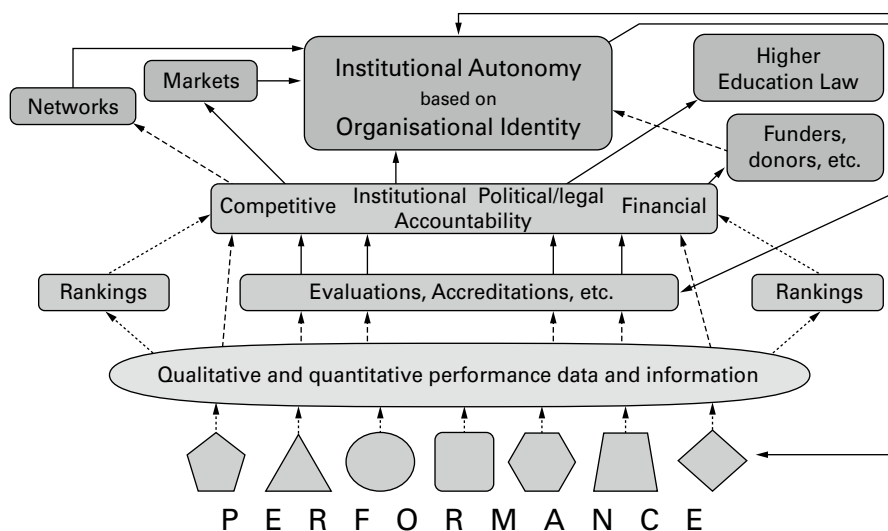 Institutional Autonomy
based on
Organisational Identity
Higher
Education Law
Markets
Networks
Funders,
donors, etc.
Competitive Institutional Political/legal Financial
Accountability
Rankings
Evaluations, Accreditations, etc.
Rankings
Qualitative and quantitative performance data and information
P E R F O R M A N C E